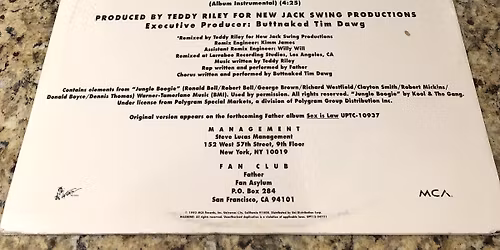 (Album Instrumental) (4:25)
PRODUCED BY TEDDY RILEY FOR NEW JACK SWING PRODUCTIONS
Executive Producer: Buttnaked Tim Dawg
*Remixed by Teddy Riley for New Jack Swing Productions
Remix Engineer: Kimm James
Assistant Remix Engineer: Willy Will
Remixed at Larrabee Recording Studios, Los Angeles, CA
Music written by Teddy Riley
Rap written and performed by Father
Chorus written and performed by Buttnaked Tim Dawg
Contains elements from "Jungle Boogie" (Ronald Bell/Robert Bell/George Brown/Richard Westfield/Clayton Smith/Robert Mickins/
Donald Boyce/Dennis Thomas) Warner-Tamerlane Music (BMI). Used by permission. All rights reserved. "Jungle Boogie" by Kool & The Gang.
Under license from Polygram Special Markets, a division of Polygram Group Distribution Inc.
Original version appears on the forthcoming Father album Sex is Law UPTC-10937
MANAGEMENT
Steve Lucas Management
152 West 57th Street, 9th Floor
New York, NY 10019
FAN CLUB
Father
Fan Asylum
P.O. Box 284
San Francisco, CA 94101
MCA